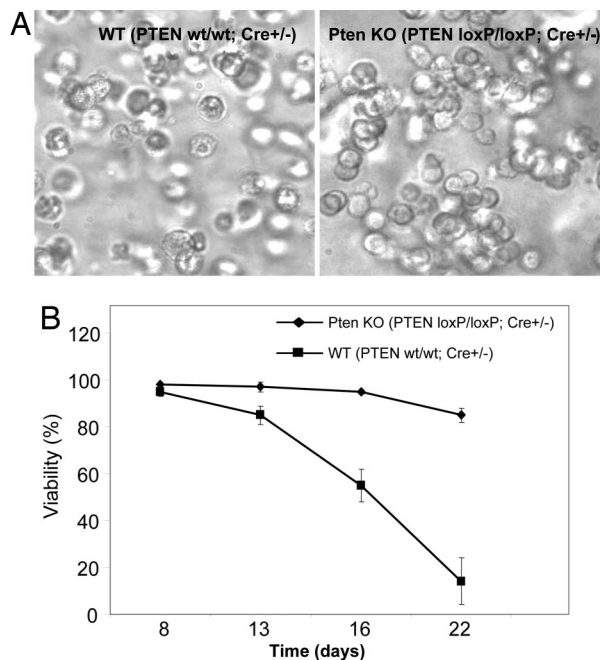 A
WT (PTEN wt/wt; Cre+/-)
Pten KO (PTEN loxP/loxP; Cre+/-)
B
Pten KO (PTEN loxP/loxP; Cre+/-)
WT (PTEN wt/wt; Cre+/-)
Viability (%)
120
100
80
60
40
20
0
8 13 16 22
Time (days)